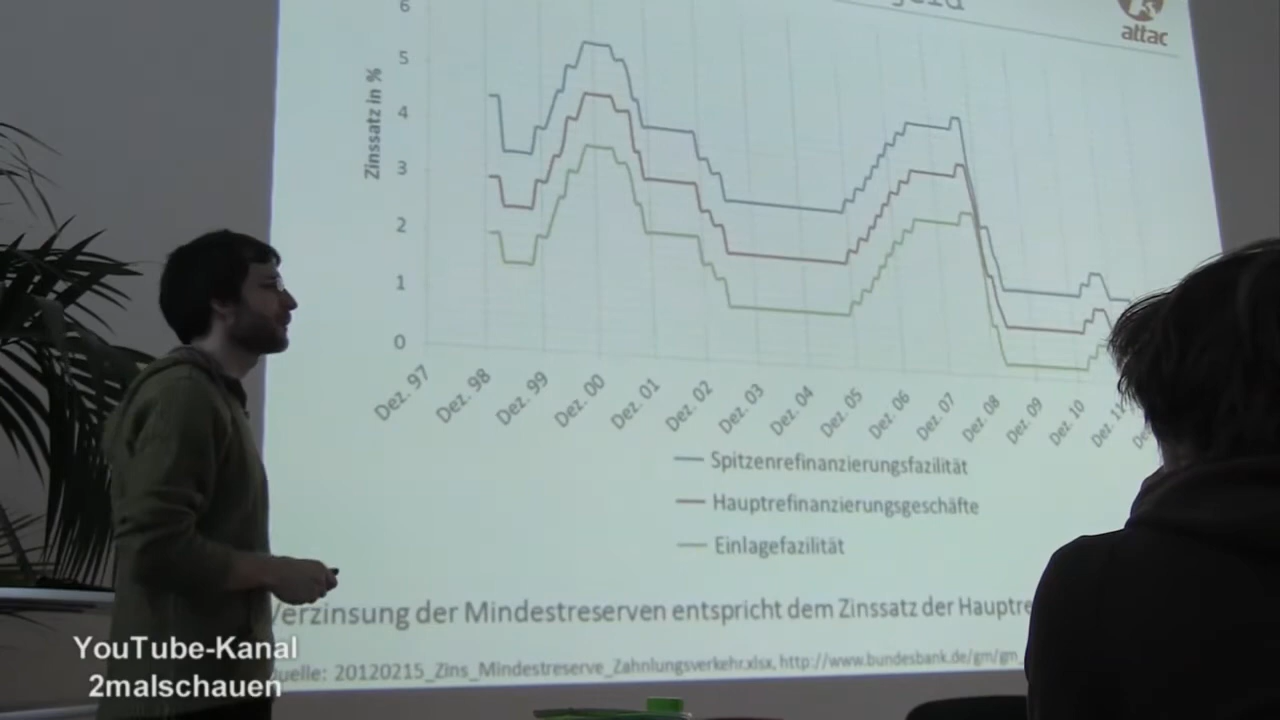 attac
Zinssatz in %
6
5
4
3
2
1
0
Dez. 97
Dez. 98
Dez. 99
Dez. 00
Dez. 01
Dez. 02
Dez. 03
Dez. 04
Dez. 05
Dez. 06
Dez. 07
Dez. 08
Dez. 09
Dez. 10
Dez. 11
Spitzenrefinanzierungsfazilität
Hauptrefinanzierungsgeschäfte
Einlagefazilität
Verzinsung der Mindestreserven entspricht dem Zinssatz der Hauptre
uelle: 20120215_Zins_Mindestreserve_Zahnlungsverkehr.xlsx, http://www.bundesbank.de/gm/gm_
YouTube-Kanal
2malschauen